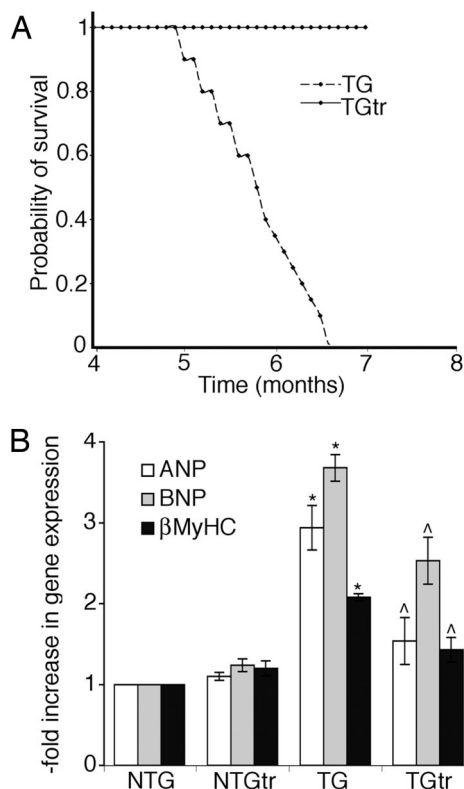 A
Probability of survival
1
0.8
0.6
0.4
0.2
0
TG
TGtr
4 5 6 7 8
Time (months)
B
-fold increase in gene expression
4
3
2
1
0
ANP
BNP
βMyHC
* * *
^ ^ ^
NTG NTGtr TG TGtr